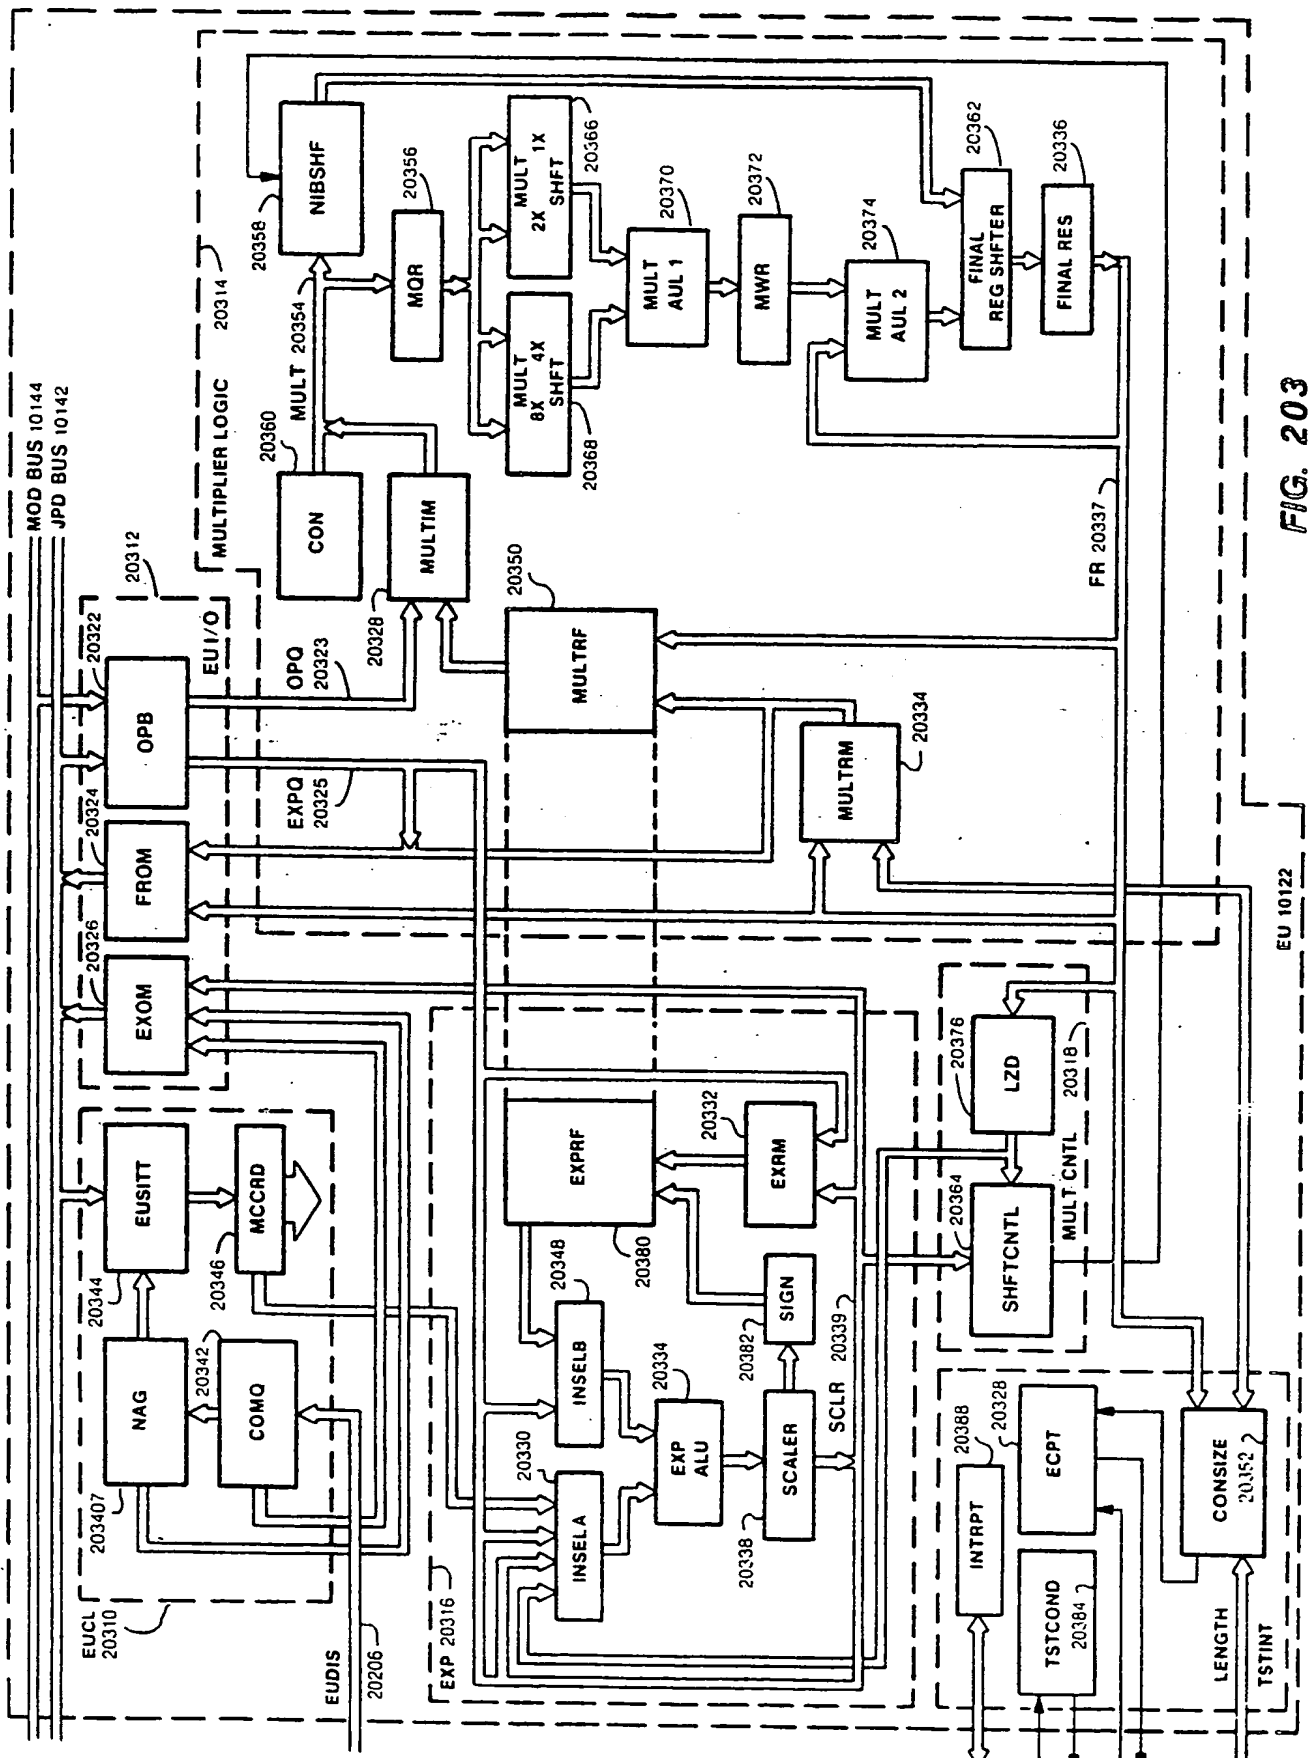 MOD BUS 10144
JPD BUS 10142
EUCL
20310
203407
NAG
20344
EUSITT
20342
COMQ
20346
MCCRD
EUDIS
20206
20326
EXOM
20324
FROM
20322
OPB
20312
EU I/O
EXPQ
20325
OPQ
20323
MULTIPLIER LOGIC
20314
20360
CON
MULT 20354
20358
NIBSHF
20328
MULTIM
MQR
20356
MULT
8X 4X
SHFT
20368
MULT
2X 1X
SHFT
20366
MULT
AUL 1
20370
MWR
20372
MULT
AUL 2
20374
FINAL
REG SHFTER
20362
FINAL RES
20336
FR 20337
MULTRF
20350
MULTRM
20334
EXP 20316
20330
INSELA
20348
INSELB
EXPRF
20380
20332
EXRM
EXP
ALU
20334
20338
SCALER
20382
SIGN
SCLR 20339
20364
SHFTCNTL
20376
LZD
MULT CNTL
20318
INTRPT
20388
TSTCOND
20384
ECPT
20328
CONSIZE
20352
LENGTH
TSTINT
EU 10122
FIG. 203